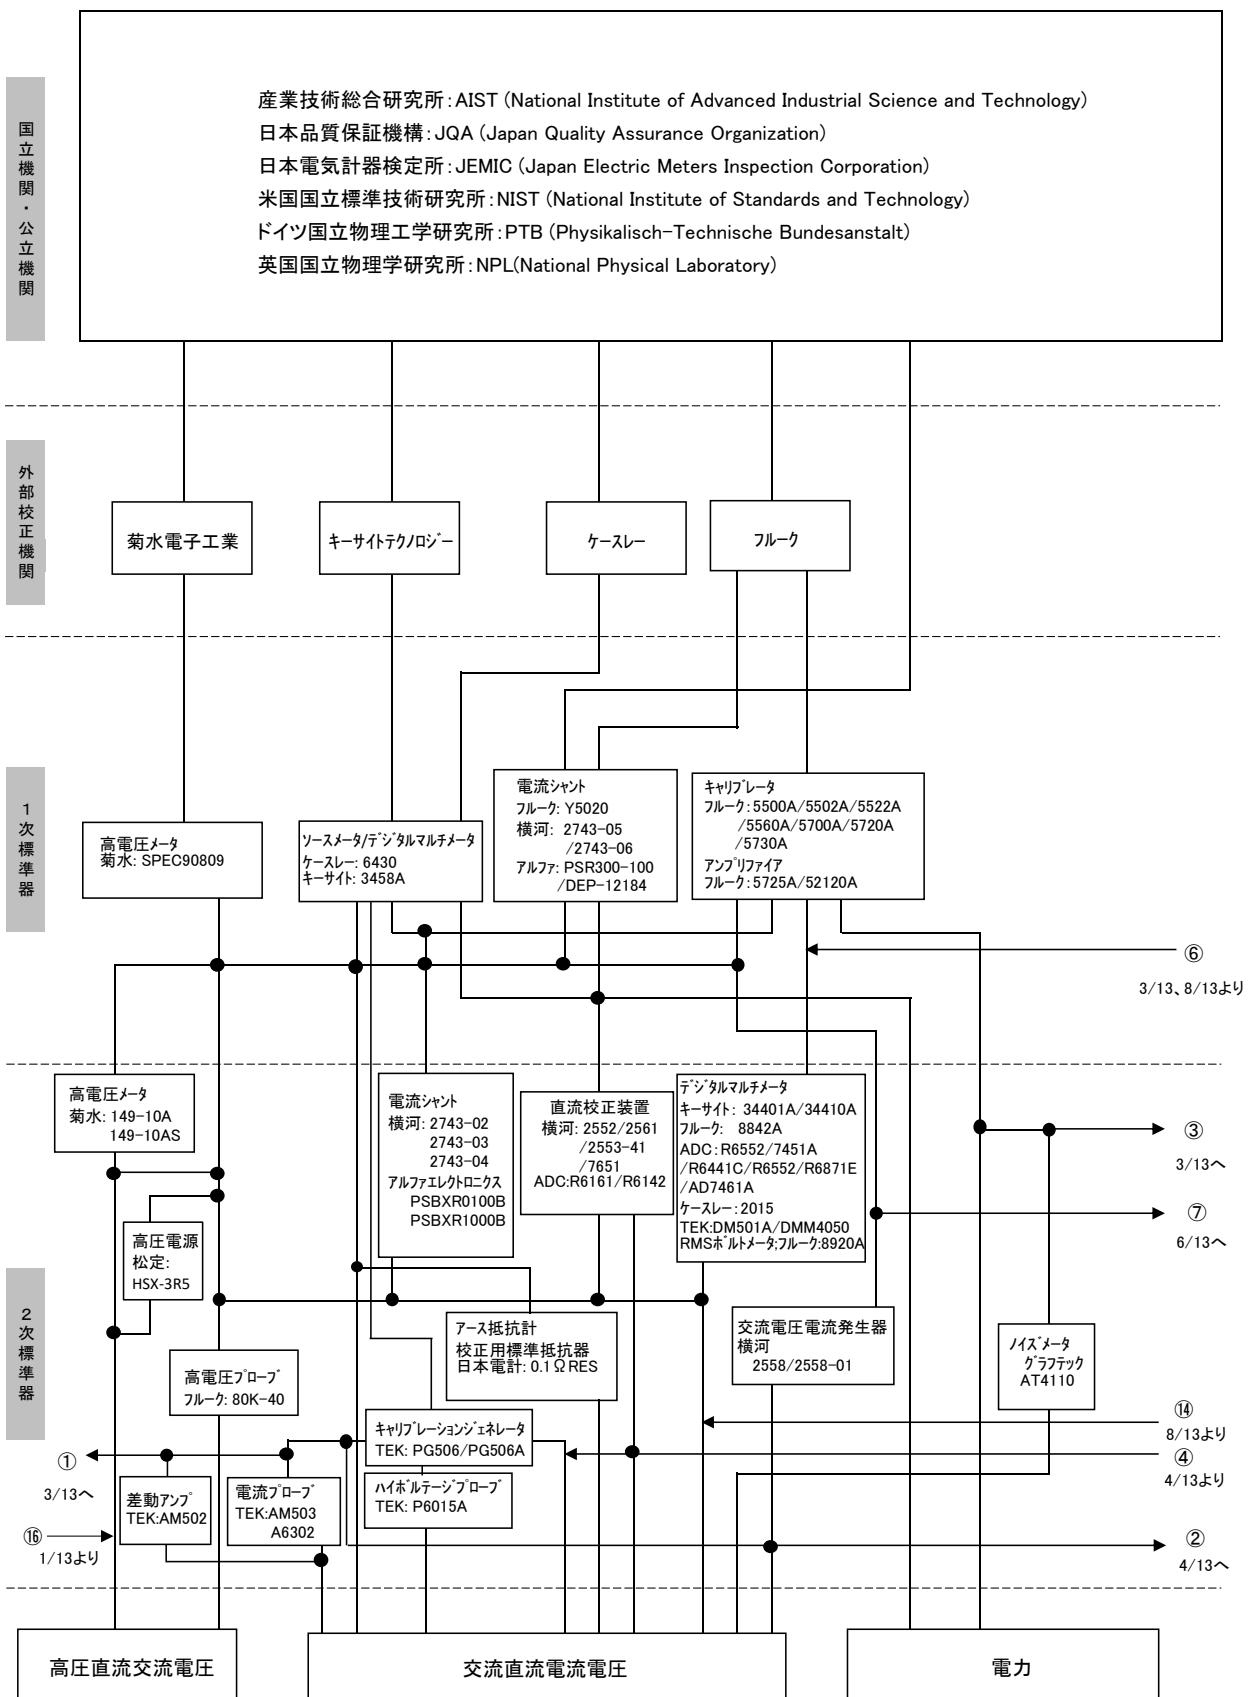 国立機関・公立機関
産業技術総合研究所:AIST (National Institute of Advanced Industrial Science and Technology)
日本品質保証機構:JQA (Japan Quality Assurance Organization)
日本電気計器検定所:JEMIC (Japan Electric Meters Inspection Corporation)
米国国立標準技術研究所:NIST (National Institute of Standards and Technology)
ドイツ国立物理工学研究所:PTB (Physikalisch-Technische Bundesanstalt)
英国国立物理学研究所:NPL(National Physical Laboratory)
外部校正機関
菊水電子工業
キーサイトテクノロジー
ケースレー
フルーク
1次標準器
高電圧メータ
菊水: SPEC90809
ソースメータ/デジタルマルチメータ
ケースレー: 6430
キーサイト: 3458A
電流シャント
フルーク: Y5020
横河: 2743-05
/2743-06
アルファ: PSR300-100
/DEP-12184
キャリブレータ
フルーク:5500A/5502A/5522A
/5560A/5700A/5720A
/5730A
アンプリファイア
フルーク:5725A/52120A
⑥
3/13、8/13より
2次標準器
高電圧メータ
菊水: 149-10A
149-10AS
高圧電源
松定:
HSX-3R5
電流シャント
横河: 2743-02
2743-03
2743-04
アルファエレクトロニクス
PSBXR0100B
PSBXR1000B
直流校正装置
横河: 2552/2561
/2553-41
/7651
ADC:R6161/R6142
デジタルマルチメータ
キーサイト: 34401A/34410A
フルーク: 8842A
ADC:R6552/7451A
/R6441C/R6552/R6871E
/AD7461A
ケースレー:2015
TEK:DM501A/DMM4050
RMSボルトメータ;フルーク:8920A
③
3/13へ
⑦
6/13へ
高電圧プローブ
フルーク: 80K-40
アース抵抗計
校正用標準抵抗器
日本電計: 0.1Ω RES
交流電圧電流発生器
横河
2558/2558-01
ノイズメータ
グラフテック
AT4110
キャリブレーションジェネレータ
TEK: PG506/PG506A
ハイボルテージプローブ
TEK: P6015A
⑭
8/13より
④
4/13より
①
3/13へ
差動アンプ
TEK:AM502
電流プローブ
TEK:AM503
A6302
⑯
1/13より
②
4/13へ
高圧直流交流電圧
交流直流電流電圧
電力